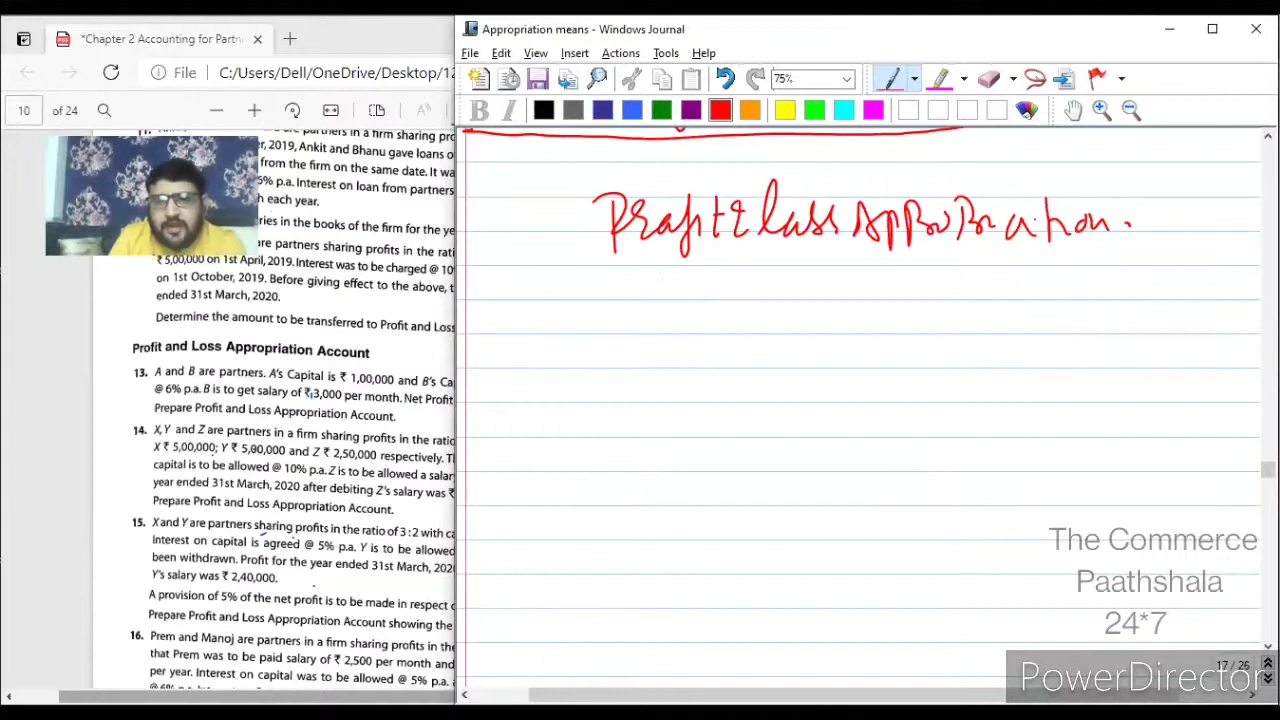 *Chapter 2 Accounting for Partn
Appropriation means - Windows Journal
File Edit View Insert Actions Tools Help
File C:/Users/Dell/OneDrive/Desktop/12
10 of 24
75%
B I
partners in a firm sharing pro
er, 2019, Ankit and Bhanu gave loans o
from the firm on the same date. It wa
5% p.a. Interest on loan from partners
h each year.
ries in the books of the firm for the ye
are partners sharing profits in the rati
₹ 5,00,000 on 1st April, 2019. Interest was to be charged @ 10
on 1st October, 2019. Before giving effect to the above, t
ended 31st March, 2020.
Determine the amount to be transferred to Profit and Loss
Profit and Loss Appropriation Account
13. A and B are partners. A's Capital is ₹ 1,00,000 and B's Ca
@ 6% p.a. B is to get salary of ₹ 3,000 per month. Net Profit
Prepare Profit and Loss Appropriation Account.
14. X, Y and Z are partners in a firm sharing profits in the ratio
X ₹ 5,00,000; Y ₹ 5,00,000 and Z ₹ 2,50,000 respectively. T
capital is to be allowed @ 10% p.a. Z is to be allowed a salar
year ended 31st March, 2020 after debiting Z's salary was ₹
Prepare Profit and Loss Appropriation Account.
15. X and Y are partners sharing profits in the ratio of 3 : 2 with ca
Interest on capital is agreed @ 5% p.a. Y is to be allowed
been withdrawn. Profit for the year ended 31st March, 202
Y's salary was ₹ 2,40,000.
A provision of 5% of the net profit is to be made in respect o
Prepare Profit and Loss Appropriation Account showing the
16. Prem and Manoj are partners in a firm sharing profits in the
that Prem was to be paid salary of ₹ 2,500 per month and
per year. Interest on capital was to be allowed @ 5% p.a.
Profit & loss Appropriation.
The Commerce
Paathshala
24*7
17 / 26
PowerDirector